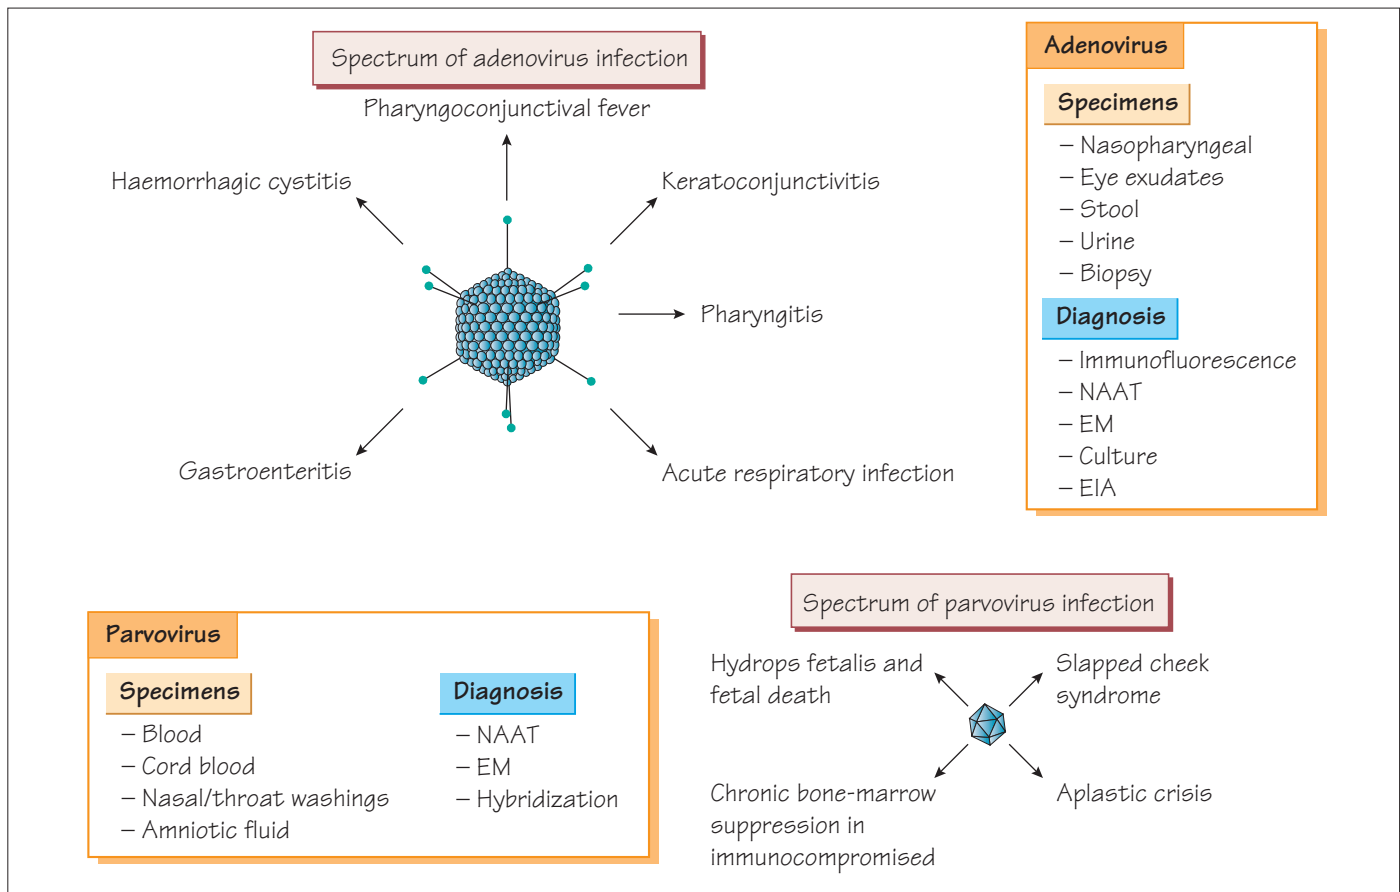 Spectrum of adenovirus infection
Pharyngoconjunctival fever
Haemorrhagic cystitis
Keratoconjunctivitis
Pharyngitis
Gastroenteritis
Acute respiratory infection
Adenovirus
Specimens
– Nasopharyngeal
– Eye exudates
– Stool
– Urine
– Biopsy
Diagnosis
– Immunofluorescence
– NAAT
– EM
– Culture
– EIA
Parvovirus
Specimens
– Blood
– Cord blood
– Nasal/throat washings
– Amniotic fluid
Diagnosis
– NAAT
– EM
– Hybridization
Spectrum of parvovirus infection
Hydrops fetalis and
fetal death
Slapped cheek
syndrome
Chronic bone-marrow
suppression in
immunocompromised
Aplastic crisis